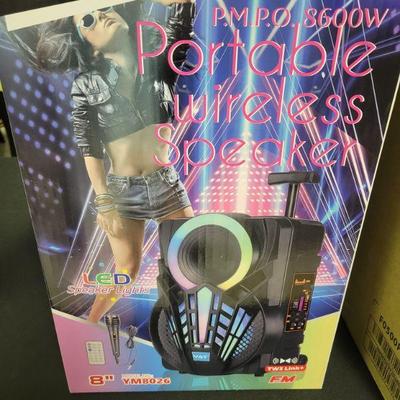 P.M.P.O. 8600W
Portable
wireless
Speaker
LED
Speaker Lights
TWS Link+
8"
YM8026
FM